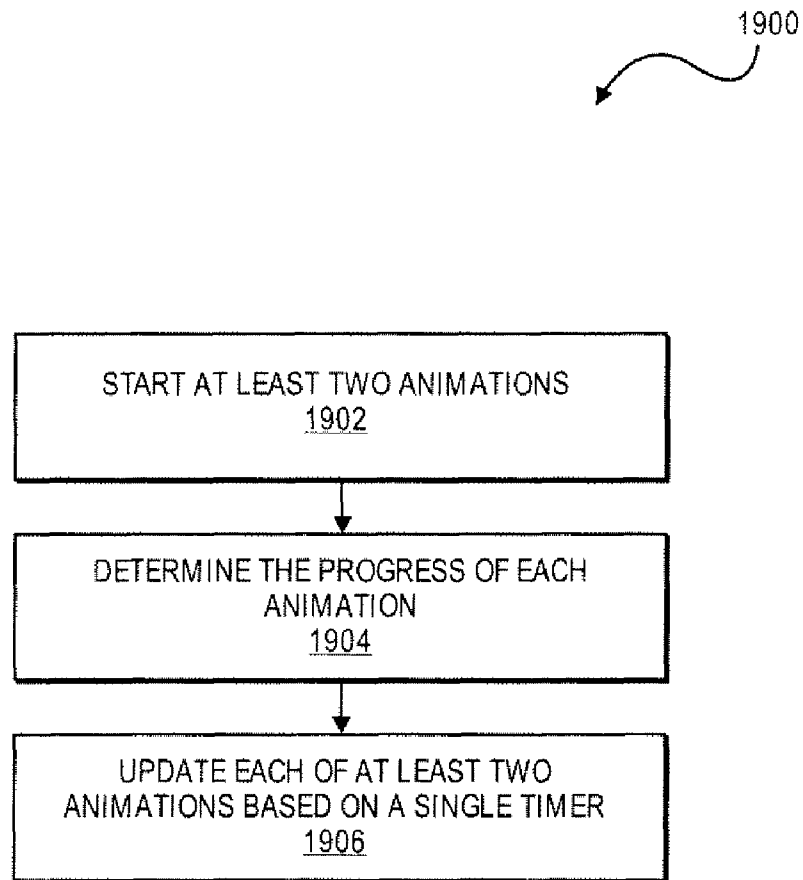 1900
START AT LEAST TWO ANIMATIONS
1902
DETERMINE THE PROGRESS OF EACH
ANIMATION
1904
UPDATE EACH OF AT LEAST TWO
ANIMATIONS BASED ON A SINGLE TIMER
1906